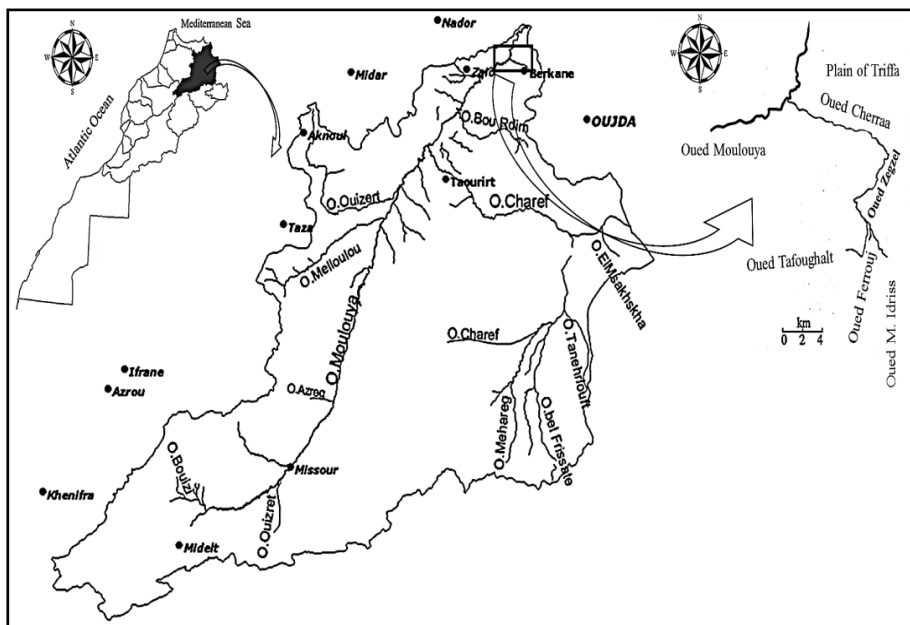 Mediterranean Sea
N
W
E
S
Atlantic Ocean
Nador
Midar
Zaio
Berkane
Aknoul
O.Bou Rdim
OUJDA
O.Ouizert
Taourirt
O.Charef
Taza
O.Melloulou
O.ElMsakhskha
O.Moulouya
O.Charef
O.Tanehrlouft
Ifrane
Azrou
O.Azreg
O.Mehareg
O.bel Frissate
Missour
O.Bouizl
Khenifra
O.Ouizret
Midelt
N
W
E
S
Plain of Triffa
Oued Cherraa
Oued Moulouya
Oued Zegzel
Oued Tafoughalt
Oued Ferrouj
Oued M. Idriss
km
0 2 4